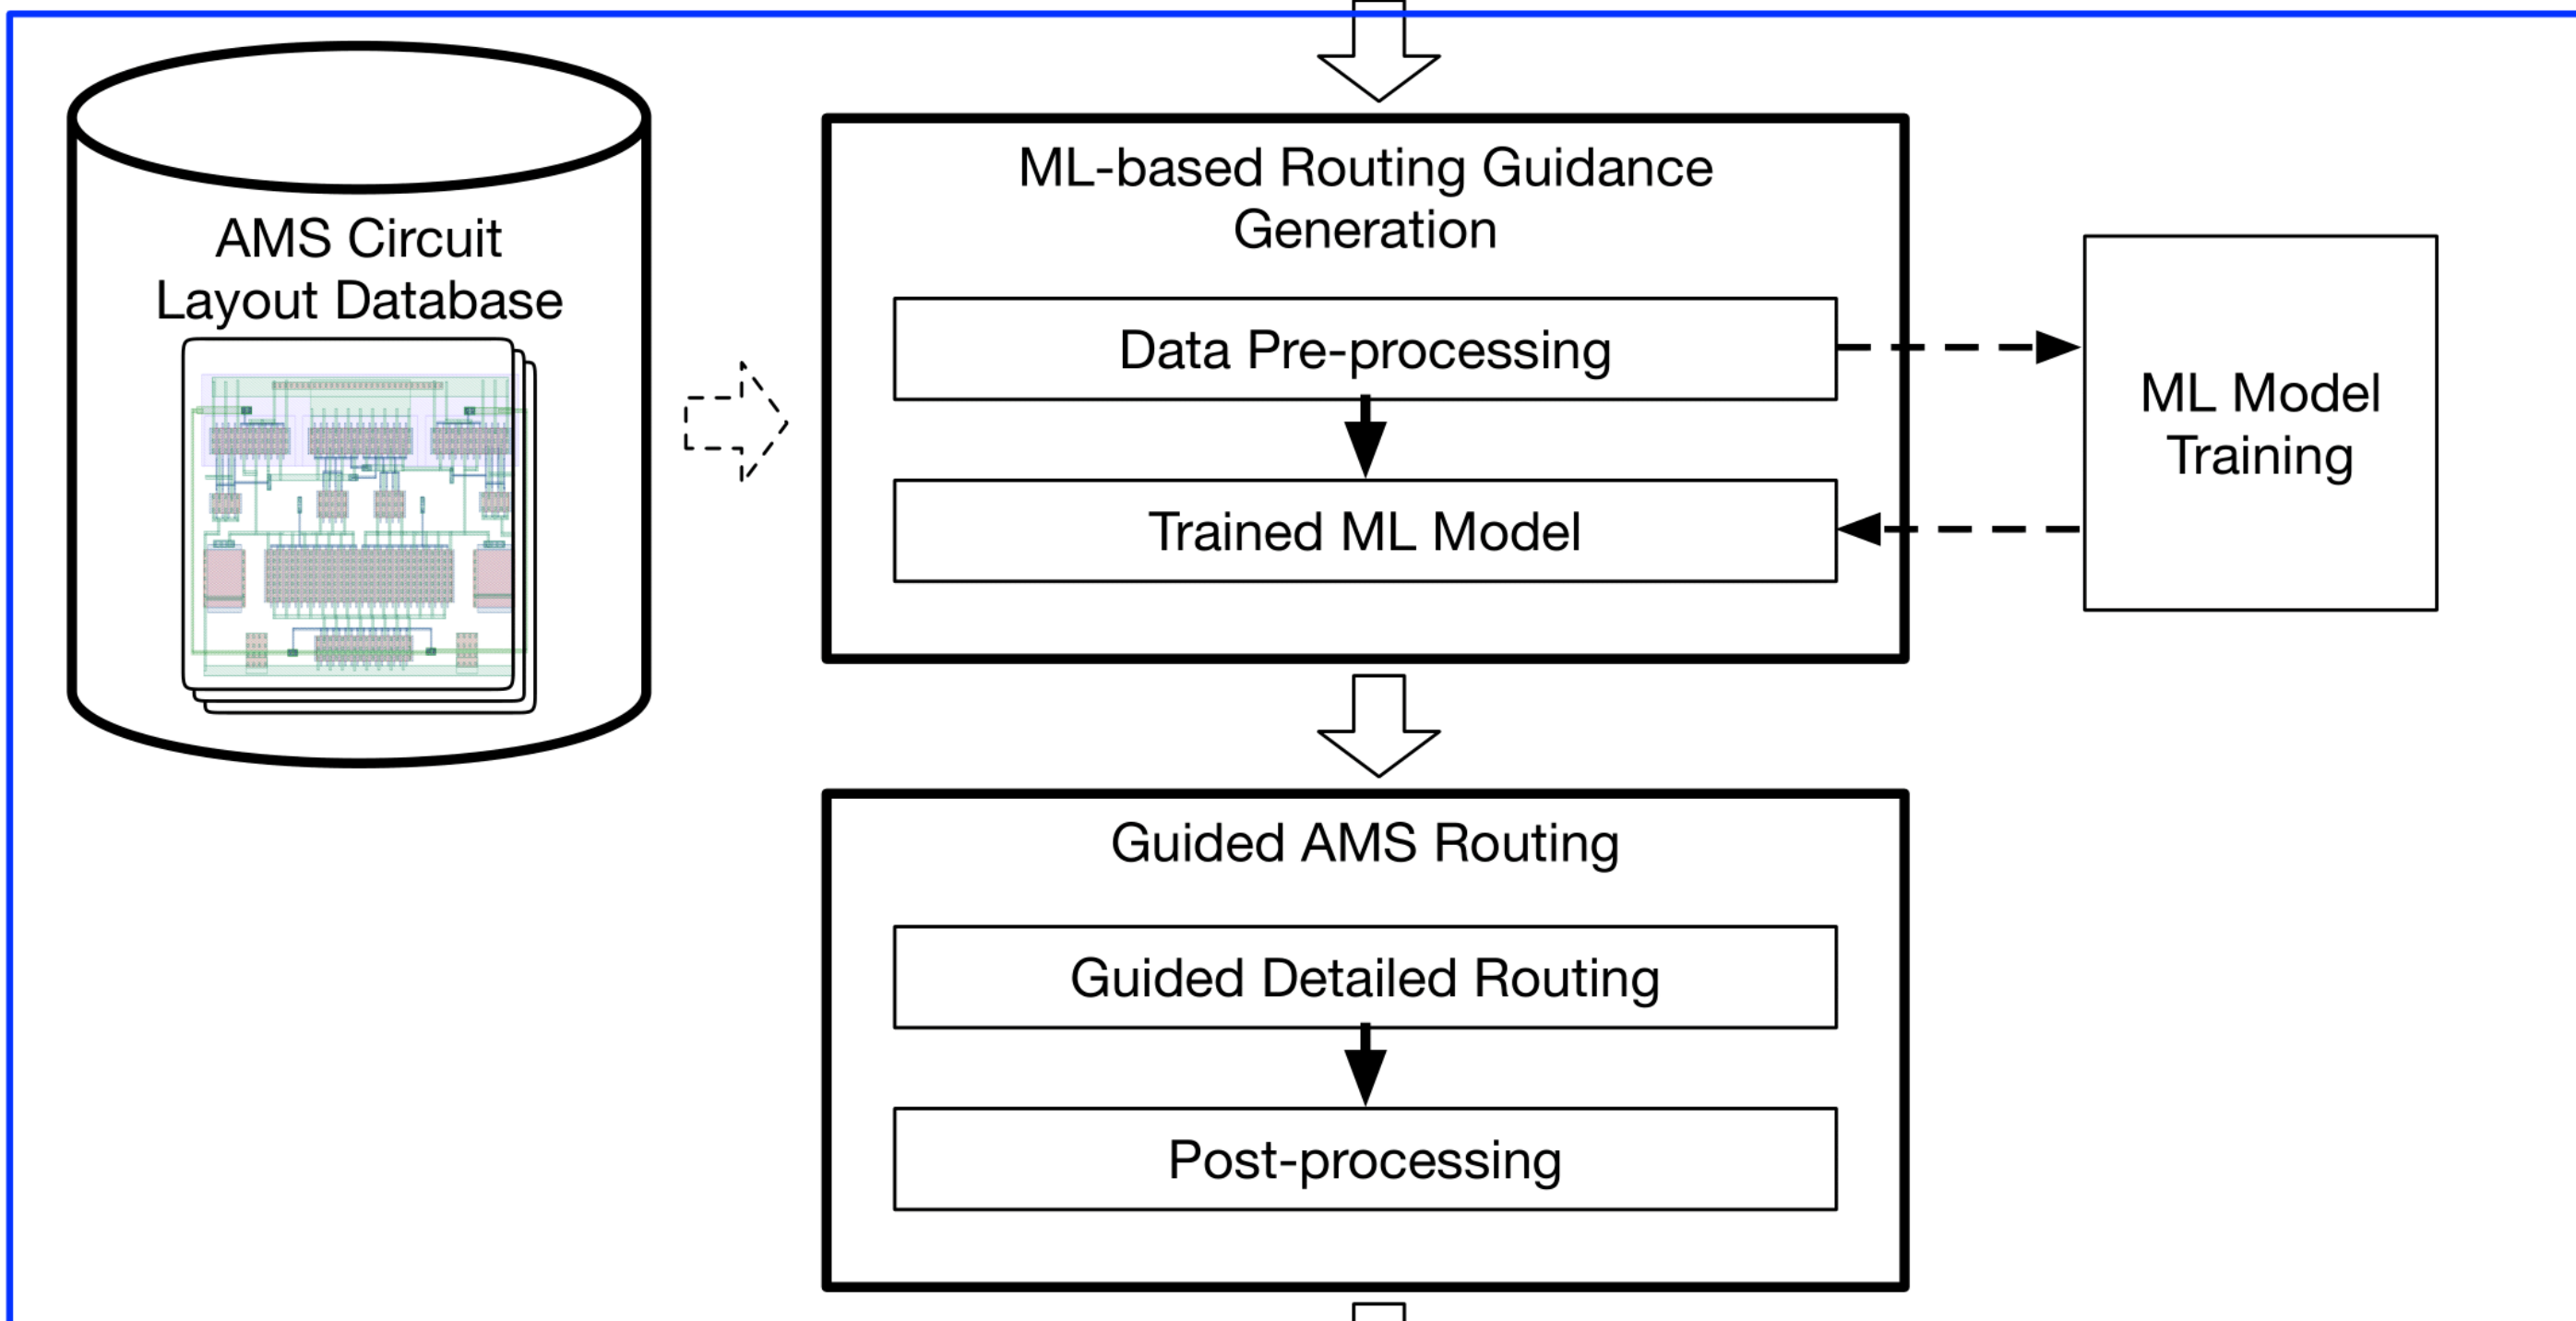 AMS Circuit
Layout Database
ML-based Routing Guidance
Generation
Data Pre-processing
Trained ML Model
ML Model
Training
Guided AMS Routing
Guided Detailed Routing
Post-processing